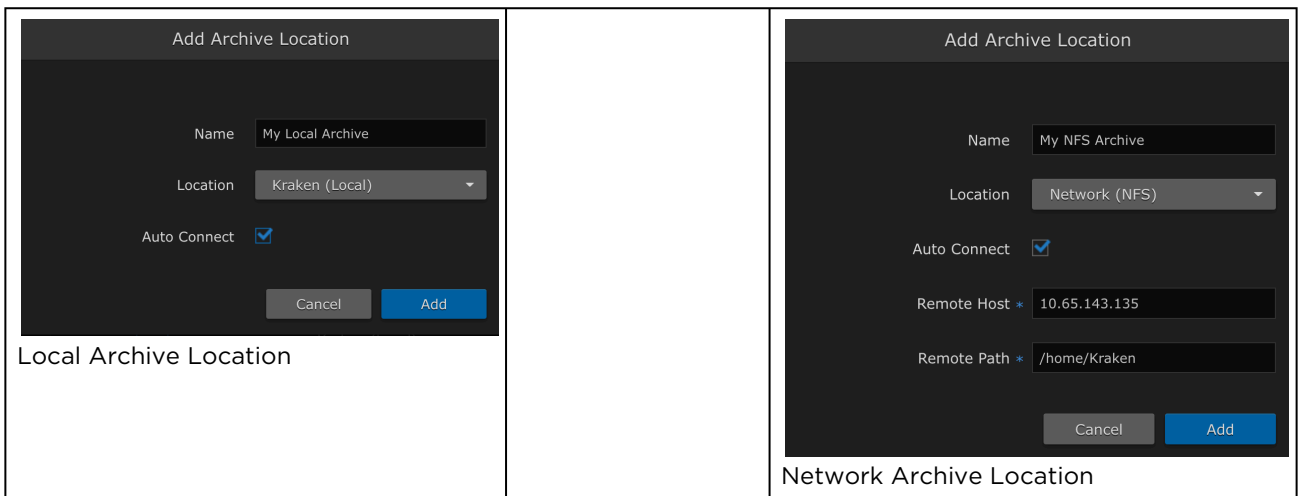 Add Archive Location
Name My Local Archive
Location Kraken (Local)
Auto Connect
Cancel Add
Local Archive Location
Add Archive Location
Name My NFS Archive
Location Network (NFS)
Auto Connect
Remote Host * 10.65.143.135
Remote Path * /home/Kraken
Cancel Add
Network Archive Location